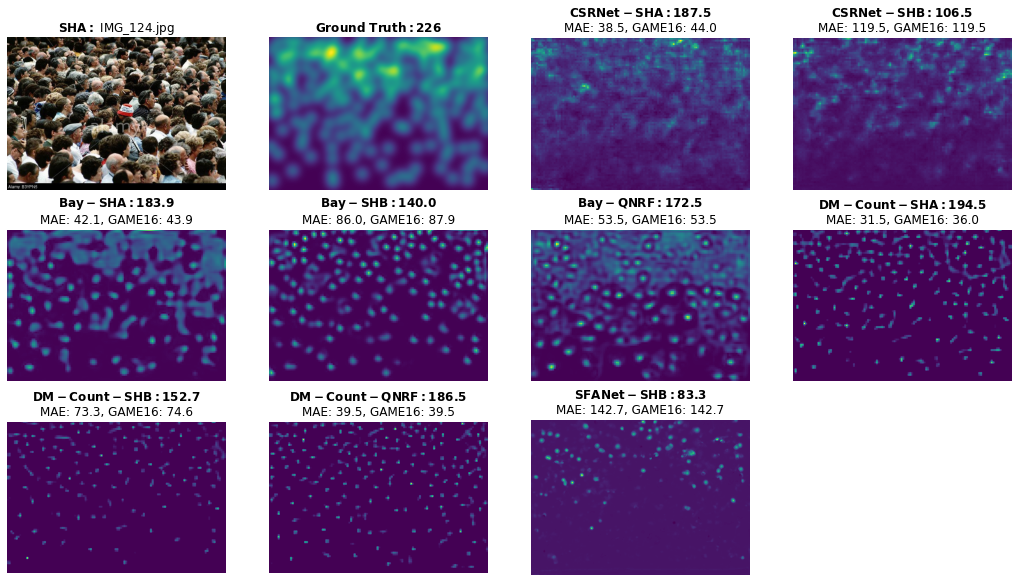 SHA: IMG_124.jpg
Ground Truth: 226
CSRNet − SHA: 187.5
MAE: 38.5, GAME16: 44.0
CSRNet − SHB: 106.5
MAE: 119.5, GAME16: 119.5
Bay − SHA: 183.9
MAE: 42.1, GAME16: 43.9
Bay − SHB: 140.0
MAE: 86.0, GAME16: 87.9
Bay − QNRF: 172.5
MAE: 53.5, GAME16: 53.5
DM − Count − SHA: 194.5
MAE: 31.5, GAME16: 36.0
DM − Count − SHB: 152.7
MAE: 73.3, GAME16: 74.6
DM − Count − QNRF: 186.5
MAE: 39.5, GAME16: 39.5
SFANet − SHB: 83.3
MAE: 142.7, GAME16: 142.7